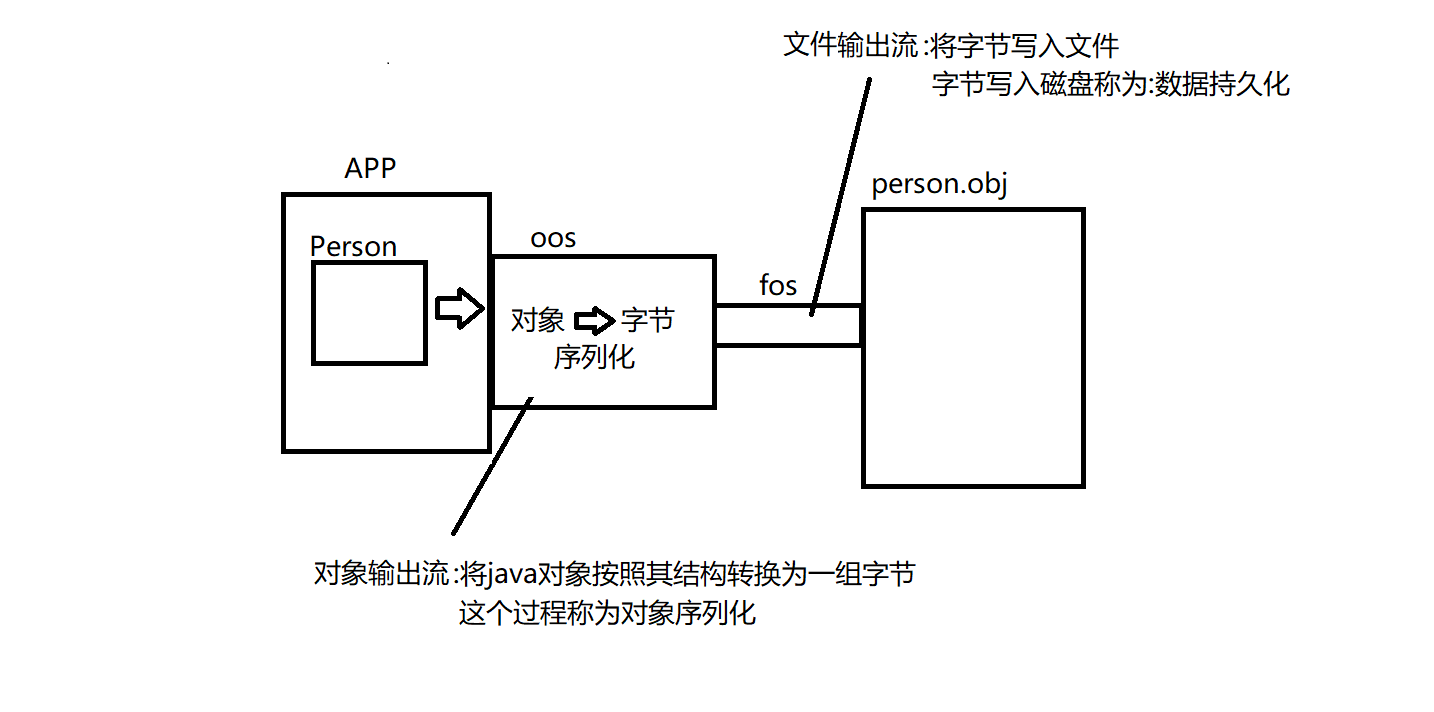 文件输出流:将字节写入文件
字节写入磁盘称为:数据持久化
APP
person.obj
Person
oos
fos
对象 字节
序列化
对象输出流:将java对象按照其结构转换为一组字节
这个过程称为对象序列化